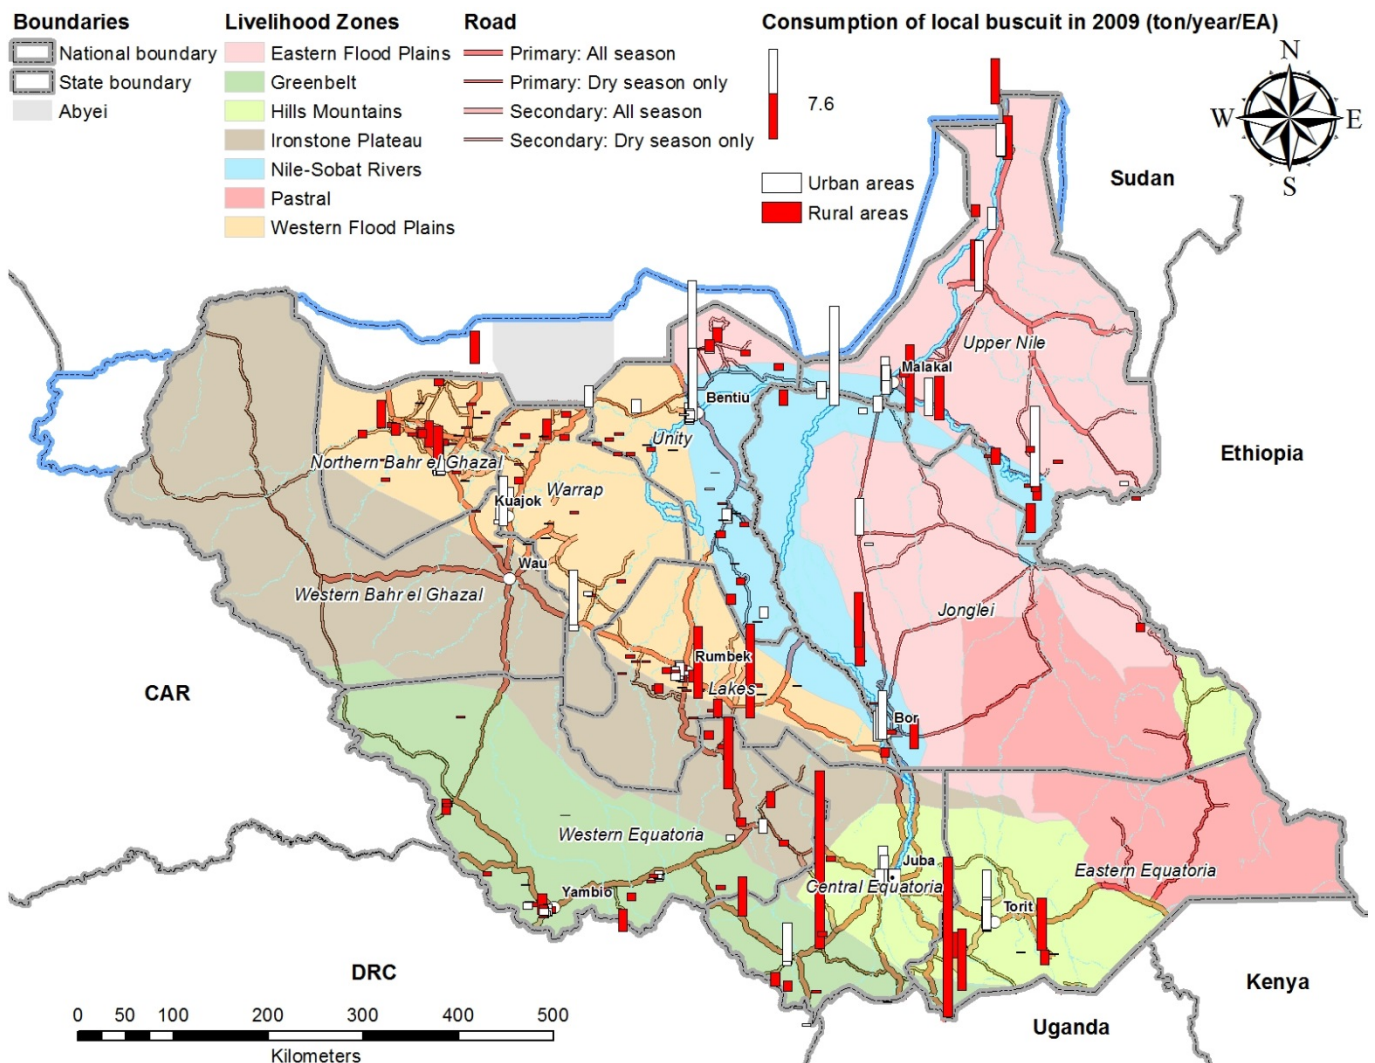 Boundaries
National boundary
State boundary
Abyei
Livelihood Zones
Eastern Flood Plains
Greenbelt
Hills Mountains
Ironstone Plateau
Nile-Sobat Rivers
Pastral
Western Flood Plains
Road
Primary: All season
Primary: Dry season only
Secondary: All season
Secondary: Dry season only
Consumption of local buscuit in 2009 (ton/year/EA)
7.6
Urban areas
Rural areas
N
W
E
S
Sudan
Upper Nile
Malakal
Bentiu
Unity
Ethiopia
Northern Bahr el Ghazal
Warrap
Kuajok
Wau
Western Bahr el Ghazal
Jonglei
Rumbek
Lakes
CAR
Bor
Western Equatoria
Juba
Central Equatoria
Eastern Equatoria
Yambio
Torit
DRC
Kenya
Uganda
0 50 100 200 300 400 500
Kilometers